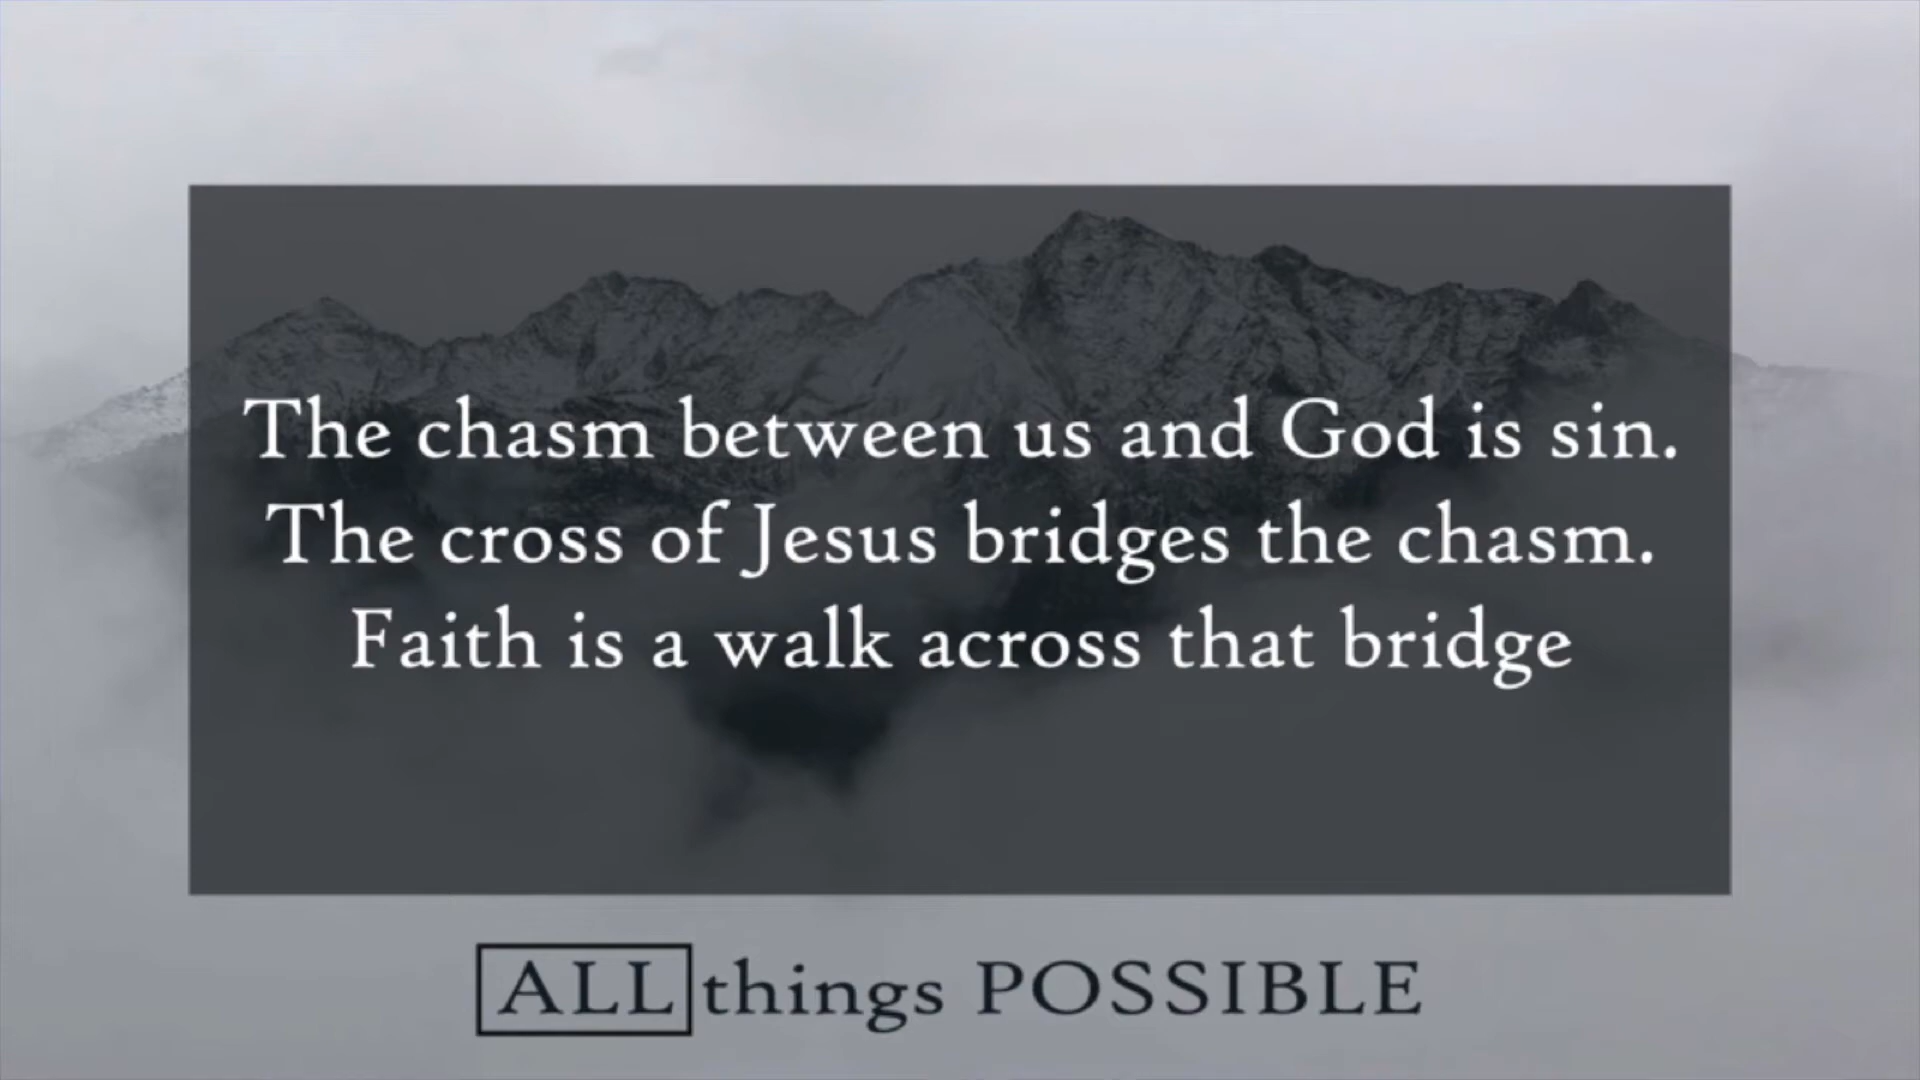 The chasm between us and God is sin.
The cross of Jesus bridges the chasm.
Faith is a walk across that bridge
ALL things POSSIBLE